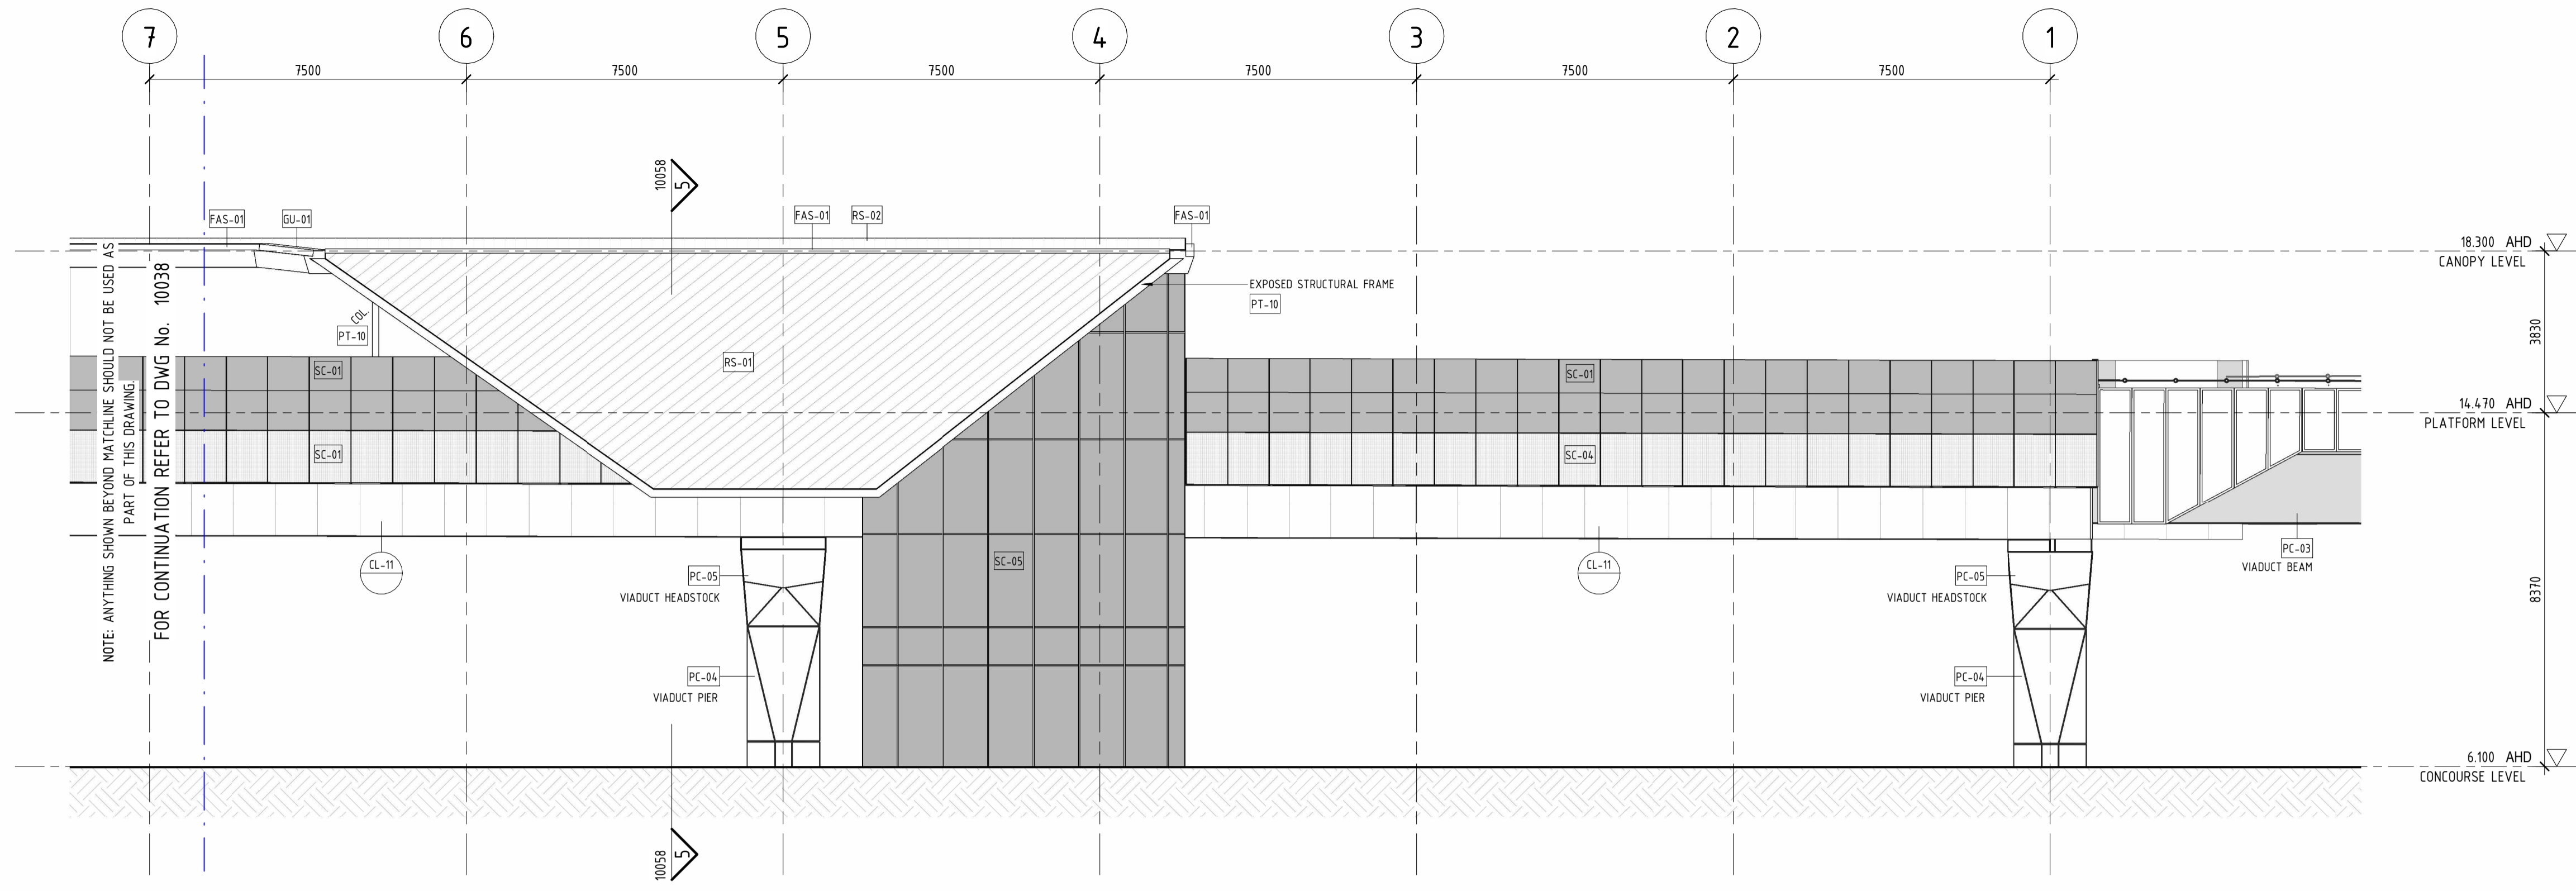 7
6
5
4
3
2
1
7500
7500
7500
7500
7500
7500
10058
5
FAS-01
GU-01
FAS-01
RS-02
FAS-01
18.300 AHD
CANOPY LEVEL
EXPOSED STRUCTURAL FRAME
PT-10
COL.
PT-10
3830
RS-01
SC-01
SC-01
14.470 AHD
PLATFORM LEVEL
SC-01
SC-04
NOTE: ANYTHING SHOWN BEYOND MATCHLINE SHOULD NOT BE USED AS
PART OF THIS DRAWING.
FOR CONTINUATION REFER TO DWG No. 10038
CL-11
SC-05
CL-11
PC-03
VIADUCT BEAM
PC-05
VIADUCT HEADSTOCK
PC-05
VIADUCT HEADSTOCK
8370
PC-04
VIADUCT PIER
PC-04
VIADUCT PIER
6.100 AHD
CONCOURSE LEVEL
10058
5